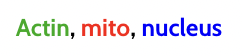 Actin, mito, nucleus